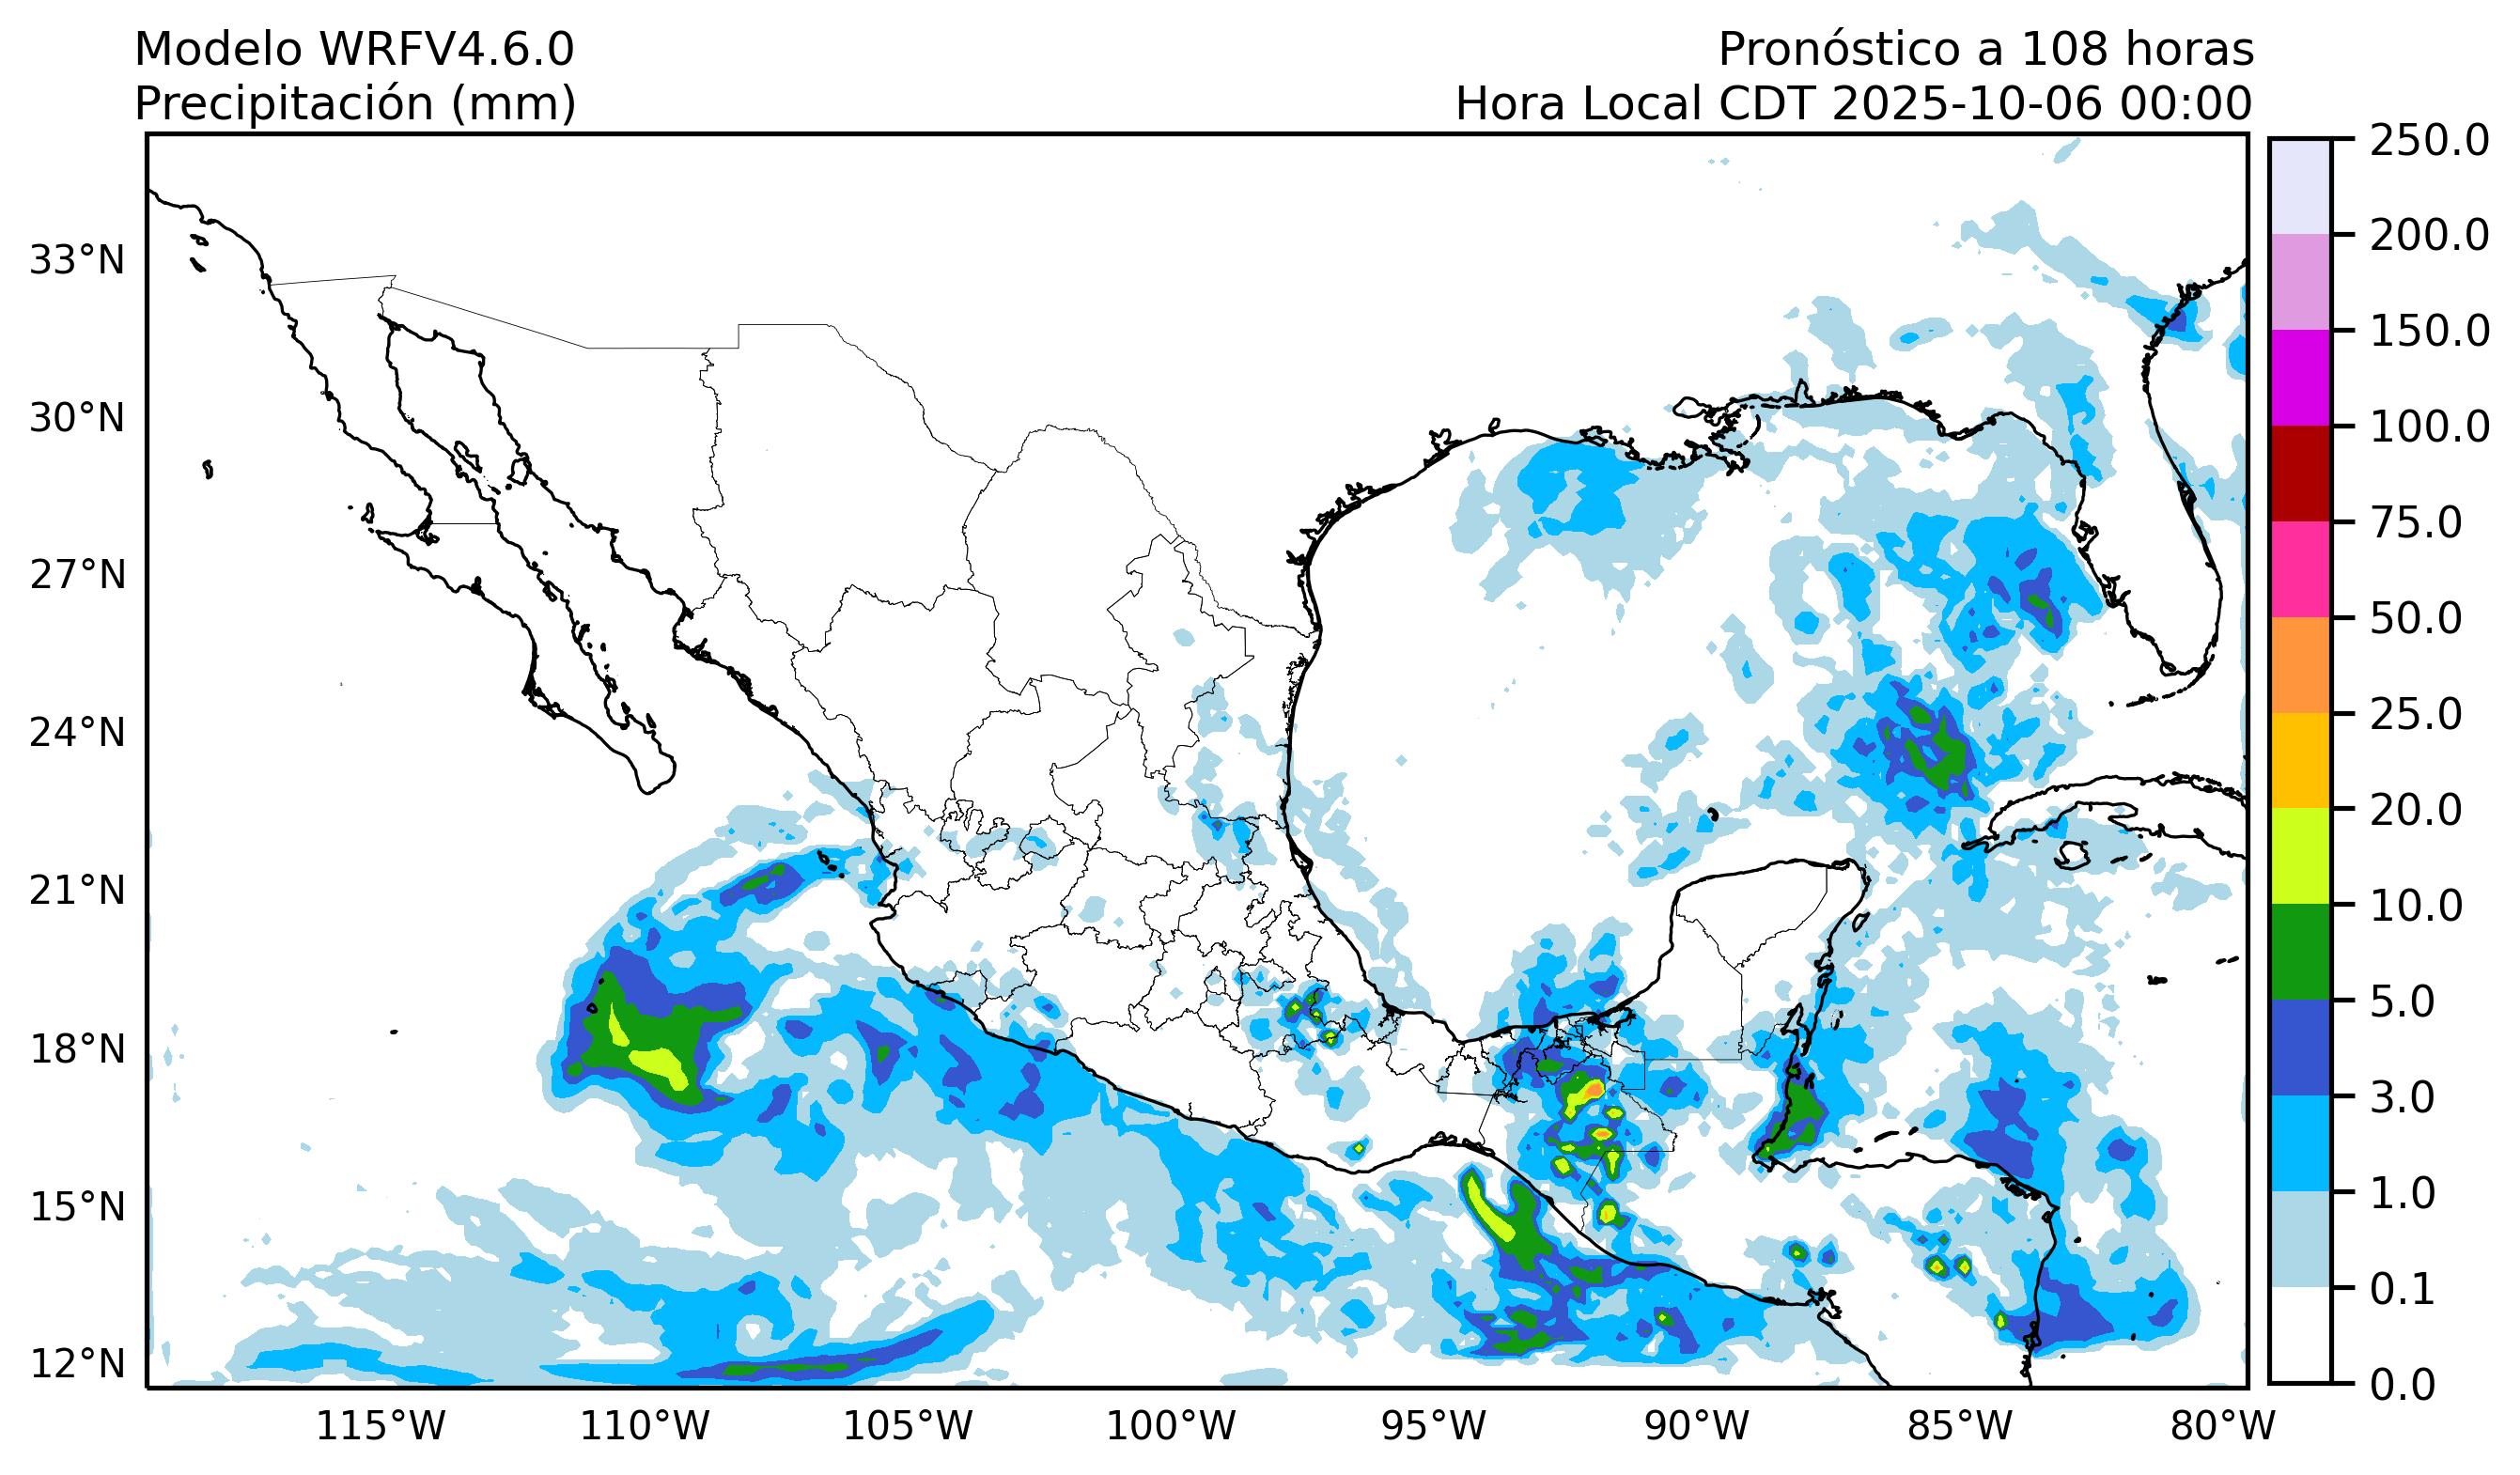 Modelo WRFV4.6.0
Precipitación (mm)
Pronóstico a 108 horas
Hora Local CDT 2025-10-06 00:00
33°N
30°N
27°N
24°N
21°N
18°N
15°N
12°N
115°W
110°W
105°W
100°W
95°W
90°W
85°W
80°W
250.0
200.0
150.0
100.0
75.0
50.0
25.0
20.0
10.0
5.0
3.0
1.0
0.1
0.0